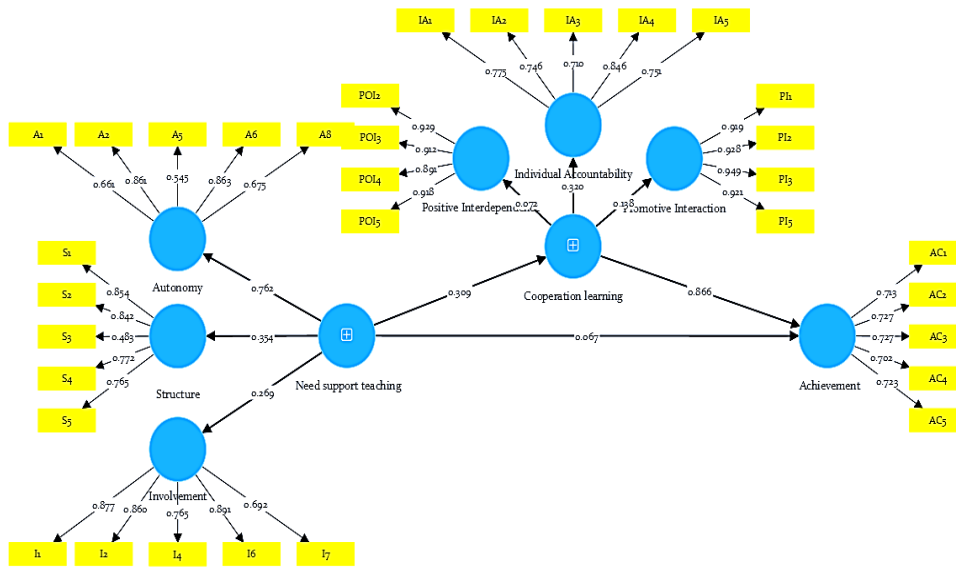 IA1 IA2 IA3 IA4 IA5
0.775 0.746 0.710 0.846 0.751
POI2 PI1
POI3 PI2
POI4 PI3
POI5 PI5
0.929 0.919
0.912 0.928
0.891 0.949
0.918 0.921
A1 A2 A5 A6 A8
0.661 0.861 0.545 0.863 0.675
Individual Accountability
0.320
Positive Interdependence 0.072 0.138 Promotive Interaction
S1 AC1
S2 AC2
S3 AC3
S4 AC4
S5 AC5
0.854 0.713
0.842 0.727
0.483 0.727
0.772 0.702
0.765 0.723
Autonomy
0.762
0.309
Cooperation learning
0.866
0.354
0.067
Structure
Need support teaching
Achievement
0.269
Involvement
0.877 0.860 0.765 0.891 0.692
I1 I2 I4 I6 I7